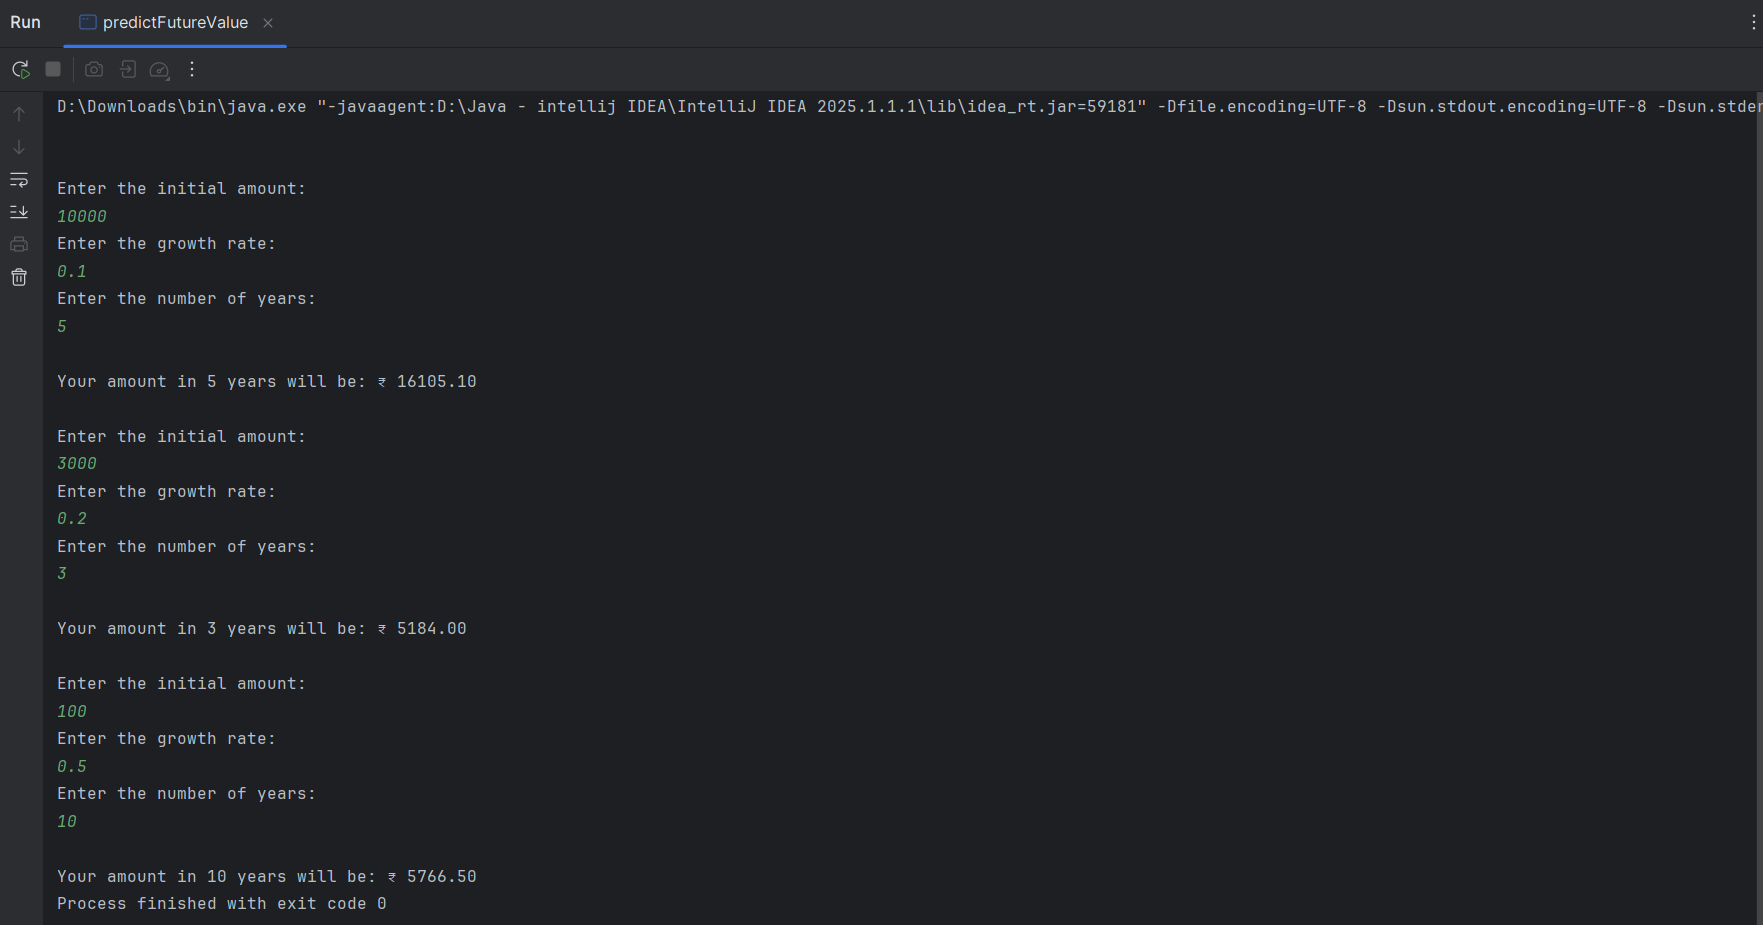 Run predictFutureValue
D:\Downloads\bin\java.exe "-javaagent:D:\Java - intellij IDEA\IntelliJ IDEA 2025.1.1.1\lib\idea_rt.jar=59181" -Dfile.encoding=UTF-8 -Dsun.stdout.encoding=UTF-8 -Dsun.stder
Enter the initial amount:
10000
Enter the growth rate:
0.1
Enter the number of years:
5
Your amount in 5 years will be: ₹ 16105.10
Enter the initial amount:
3000
Enter the growth rate:
0.2
Enter the number of years:
3
Your amount in 3 years will be: ₹ 5184.00
Enter the initial amount:
100
Enter the growth rate:
0.5
Enter the number of years:
10
Your amount in 10 years will be: ₹ 5766.50
Process finished with exit code 0